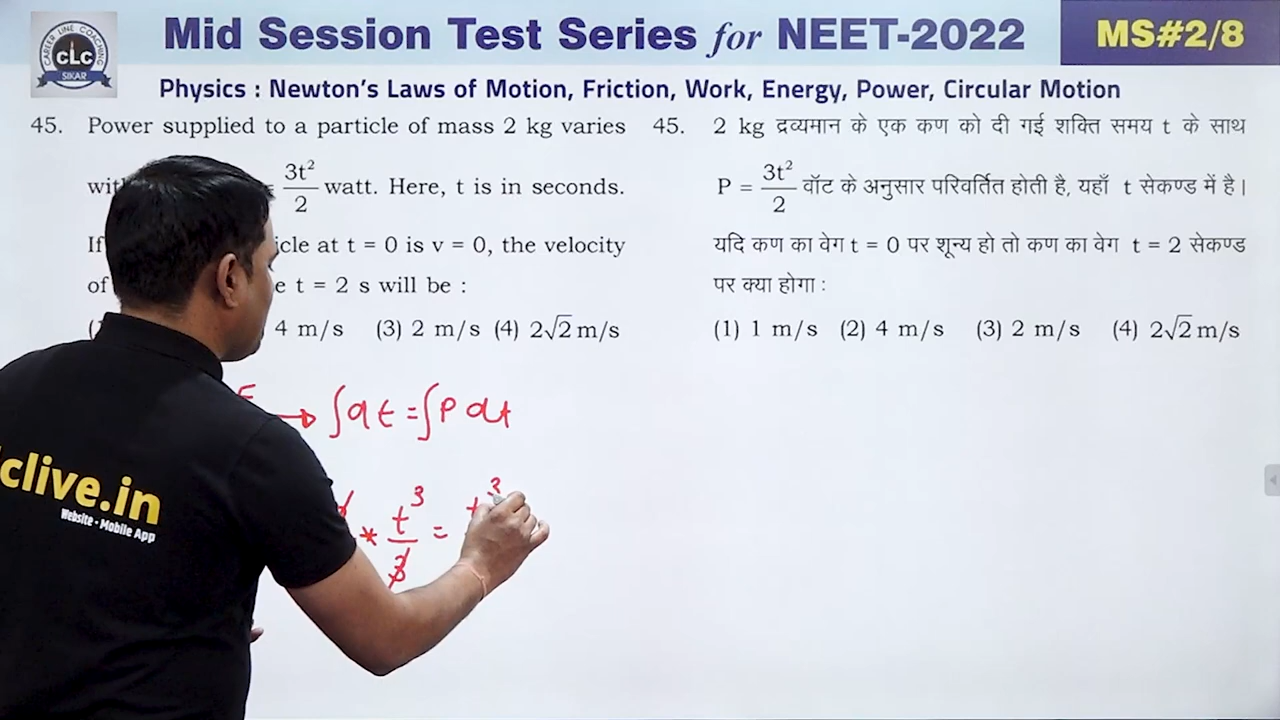 Mid Session Test Series for NEET-2022
MS#2/8
CAREER LINE COACHING
CLC
SIKAR
Physics : Newton's Laws of Motion, Friction, Work, Energy, Power, Circular Motion
45. Power supplied to a particle of mass 2 kg varies
3t²/2 watt. Here, t is in seconds.
If at t = 0 is v = 0, the velocity
of t = 2 s will be :
4 m/s (3) 2 m/s (4) 2√2 m/s
45. 2 kg द्रव्यमान के एक कण को दी गई शक्ति समय t के साथ
P = 3t²/2 वॉट के अनुसार परिवर्तित होती है, यहाँ t सेकण्ड में है।
यदि कण का वेग t = 0 पर शून्य हो तो कण का वेग t = 2 सेकण्ड
पर क्या होगा :
(1) 1 m/s (2) 4 m/s (3) 2 m/s (4) 2√2 m/s
∫dE = ∫P dt
* t³/3 = t³
clive.in
Website • Mobile App